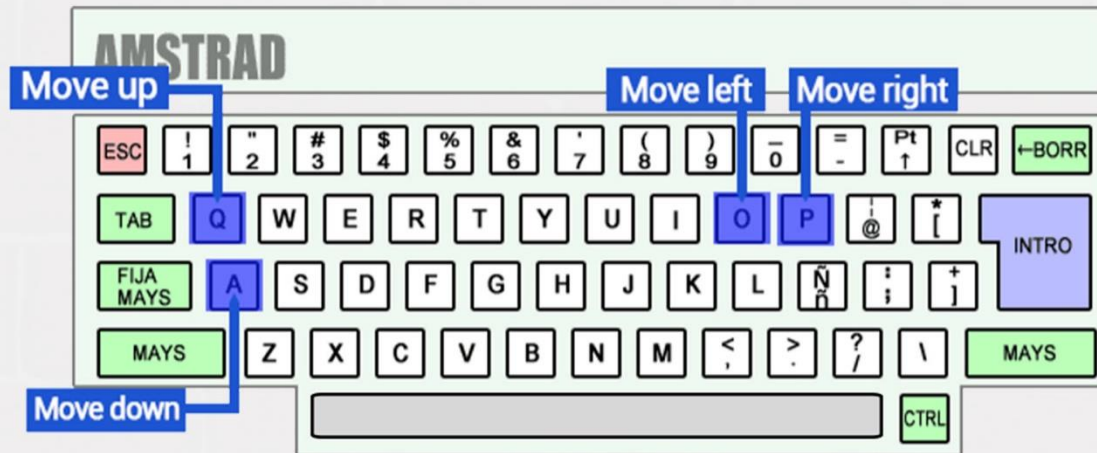 AMSTRAD
Move up
Move left
Move right
ESC ! 1 " 2 # 3 $ 4 % 5 & 6 ' 7 ( 8 ) 9 _ 0 = - Pt ↑ CLR ←BORR
TAB Q W E R T Y U I O P ¦ @ * [ INTRO
FIJA MAYS A S D F G H J K L Ñ ñ : ; + ]
MAYS Z X C V B N M < , > . ? / \ MAYS
Move down
CTRL